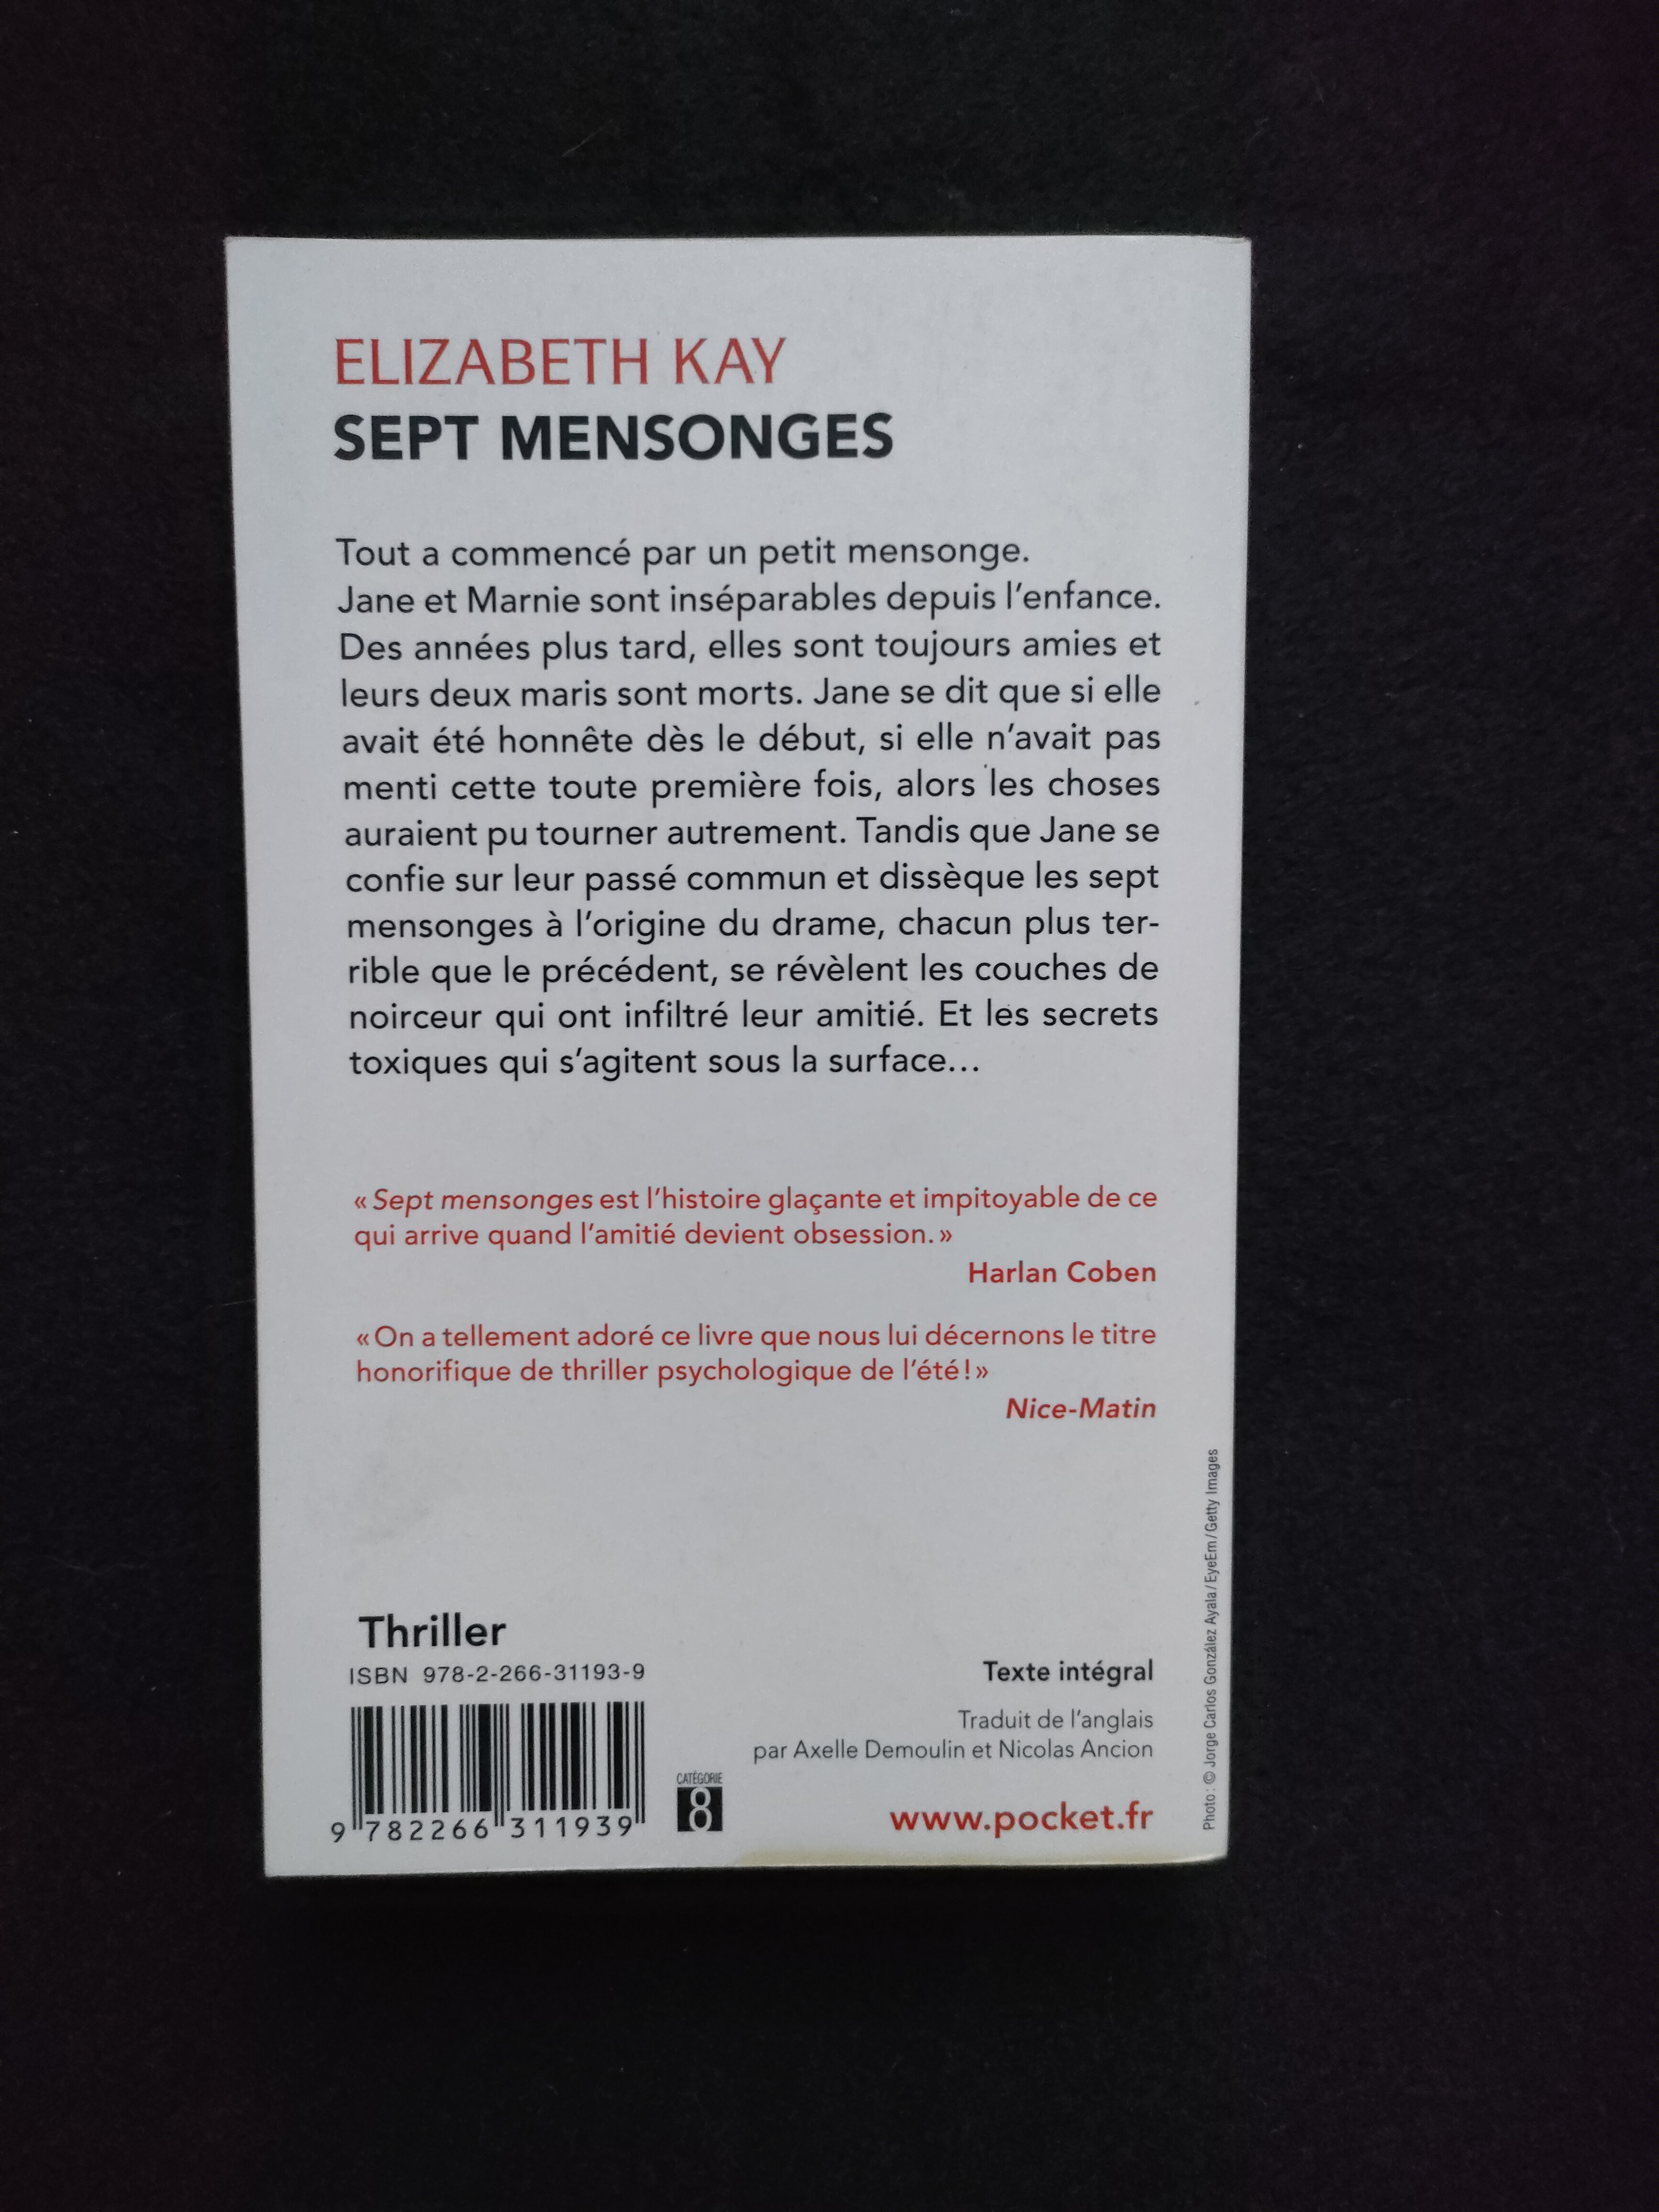 ELIZABETH KAY
SEPT MENSONGES
Tout a commencé par un petit mensonge.
Jane et Marnie sont inséparables depuis l'enfance.
Des années plus tard, elles sont toujours amies et
leurs deux maris sont morts. Jane se dit que si elle
avait été honnête dès le début, si elle n'avait pas
menti cette toute première fois, alors les choses
auraient pu tourner autrement. Tandis que Jane se
confie sur leur passé commun et dissèque les sept
mensonges à l'origine du drame, chacun plus ter-
rible que le précédent, se révèlent les couches de
noirceur qui ont infiltré leur amitié. Et les secrets
toxiques qui s'agitent sous la surface...
« Sept mensonges est l'histoire glaçante et impitoyable de ce
qui arrive quand l'amitié devient obsession. »
Harlan Coben
« On a tellement adoré ce livre que nous lui décernons le titre
honorifique de thriller psychologique de l'été ! »
Nice-Matin
Thriller
ISBN 978-2-266-31193-9
9 782266 311939
CATÉGORIE
8
Texte intégral
Traduit de l'anglais
par Axelle Demoulin et Nicolas Ancion
www.pocket.fr
Photo : © Jorge Carlos González Ayala / EyeEm / Getty Images